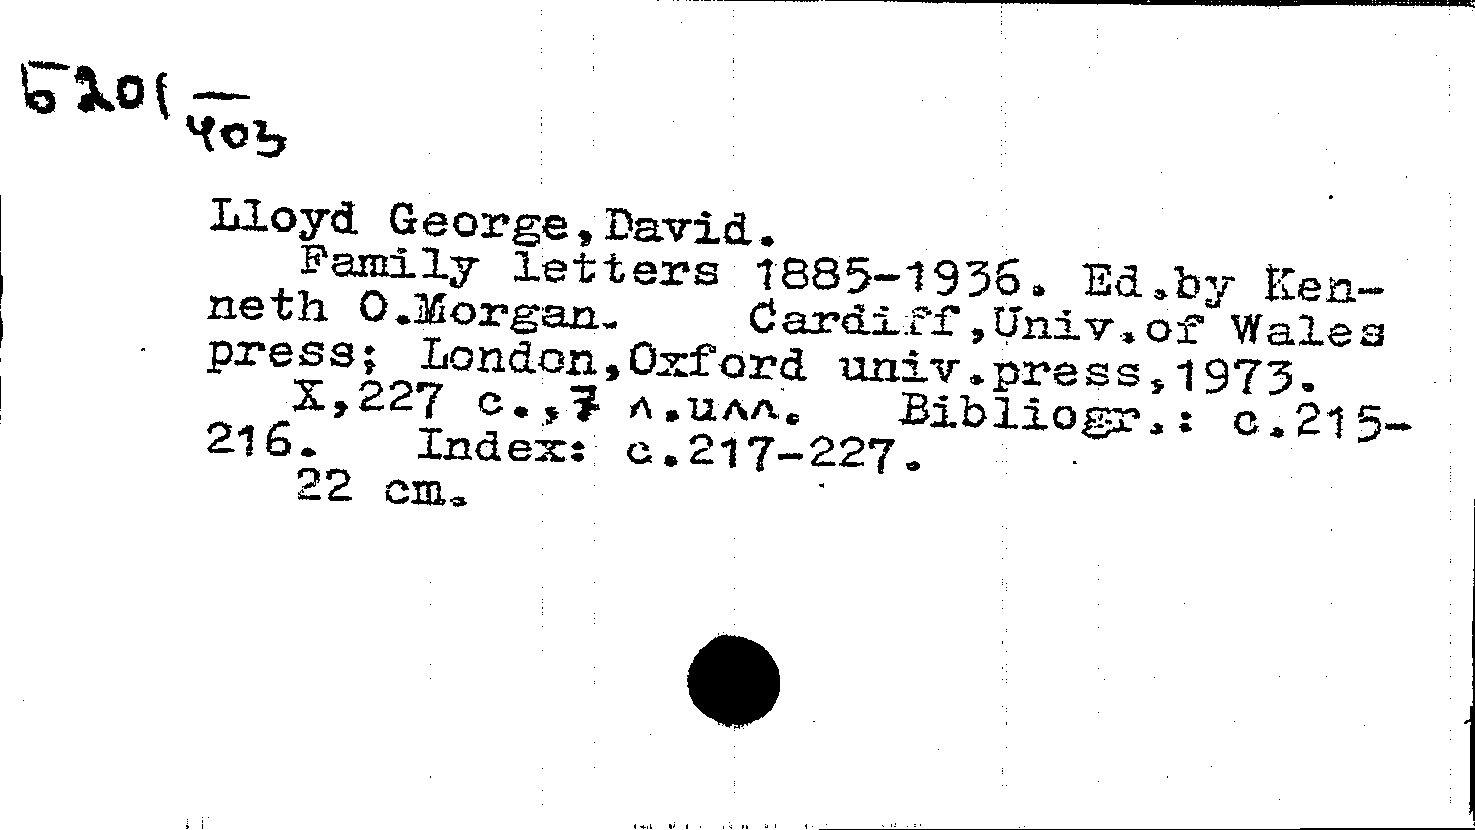 Б201
403
Lloyd George,David.
Family letters 1885-1936. Ed.by Ken-
neth O.Morgan. Cardiff,Univ.of Wales
press; London,Oxford univ.press,1973.
X,227 с.,7 л.илл. Bibliogr.: с.215-
216. Index: с.217-227.
22 cm.